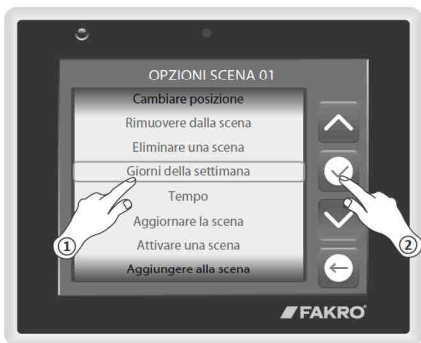 OPZIONI SCENA 01
Cambiare posizione
Rimuovere dalla scena
Eliminare una scena
Giorni della settimana
Tempo
Aggiornare la scena
Attivare una scena
Aggiungere alla scena
1
2
FAKRO